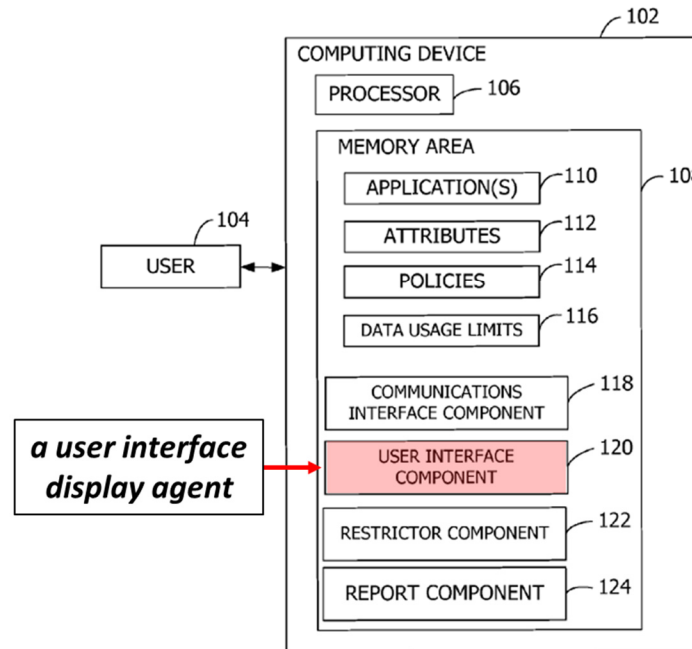 102
COMPUTING DEVICE
PROCESSOR
106
MEMORY AREA
APPLICATION(S)
110
104
ATTRIBUTES
112
USER
POLICIES
114
DATA USAGE LIMITS
116
COMMUNICATIONS
INTERFACE COMPONENT
118
a user interface
display agent
USER INTERFACE
COMPONENT
120
RESTRICTOR COMPONENT
122
REPORT COMPONENT
124